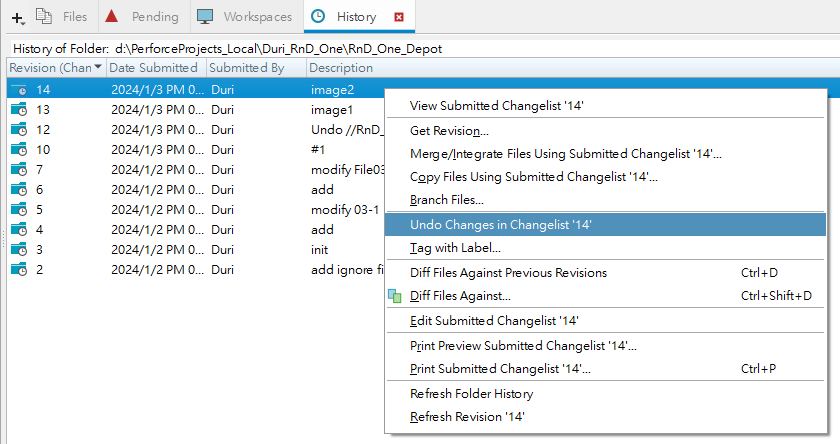 Files Pending Workspaces History
History of Folder: d:\PerforceProjects_Local\Duri_RnD_One\RnD_One_Depot
Revision (Chan Date Submitted Submitted By Description
14 2024/1/3 PM 0... Duri image2
13 2024/1/3 PM 0... Duri image1
12 2024/1/3 PM 0... Duri Undo //RnD_
10 2024/1/3 PM 0... Duri #1
7 2024/1/2 PM 0... Duri modify File03
6 2024/1/2 PM 0... Duri add
5 2024/1/2 PM 0... Duri modify 03-1
4 2024/1/2 PM 0... Duri add
3 2024/1/2 PM 0... Duri init
2 2024/1/2 PM 0... Duri add ignore fi
View Submitted Changelist '14'
Get Revision...
Merge/Integrate Files Using Submitted Changelist '14'...
Copy Files Using Submitted Changelist '14'...
Branch Files...
Undo Changes in Changelist '14'
Tag with Label...
Diff Files Against Previous Revisions Ctrl+D
Diff Files Against... Ctrl+Shift+D
Edit Submitted Changelist '14'
Print Preview Submitted Changelist '14'...
Print Submitted Changelist '14'... Ctrl+P
Refresh Folder History
Refresh Revision '14'